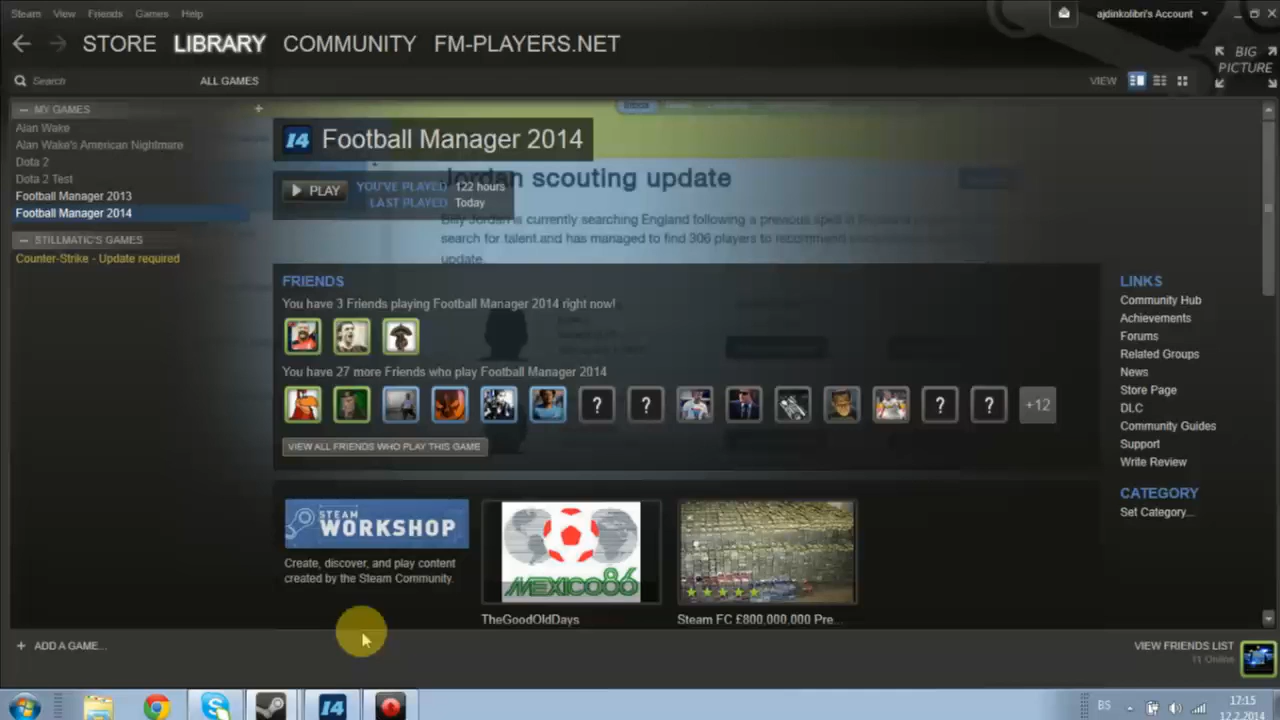 Steam View Friends Games Help
ajdinkolibri's Account
STORE LIBRARY COMMUNITY FM-PLAYERS.NET
BIG PICTURE
Search ALL GAMES
VIEW
MY GAMES +
Inbox
Alan Wake
Alan Wake's American Nightmare
Dota 2
Dota 2 Test
Football Manager 2013
Football Manager 2014
STILLMATIC'S GAMES
Counter-Strike - Update required
14 Football Manager 2014
Jordan scouting update
PLAY YOU'VE PLAYED 122 hours
LAST PLAYED Today
Billy Jordan is currently searching England following a previous spell in
search for talent and has managed to find 306 players to recommend
update.
FRIENDS
You have 3 Friends playing Football Manager 2014 right now!
You have 27 more Friends who play Football Manager 2014
? ? ? ? +12
VIEW ALL FRIENDS WHO PLAY THIS GAME
STEAM WORKSHOP
Create, discover, and play content
created by the Steam Community.
MEXICO86
TheGoodOldDays
Steam FC £800,000,000 Pre...
LINKS
Community Hub
Achievements
Forums
Related Groups
News
Store Page
DLC
Community Guides
Support
Write Review
CATEGORY
Set Category...
+ ADD A GAME...
VIEW FRIENDS LIST
11 Online
14
BS
17:15
12.2.2014